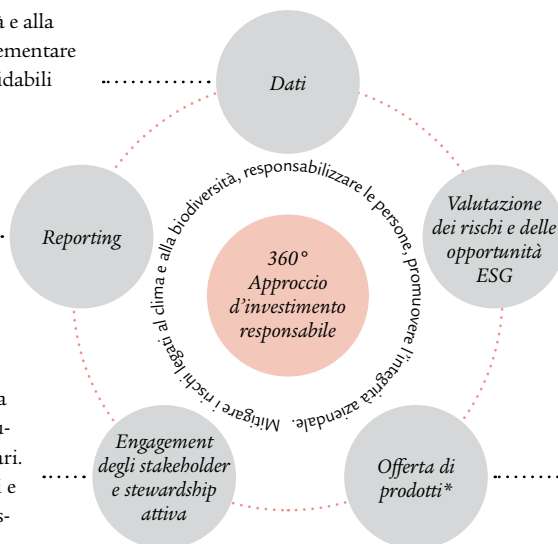 à e alla
ementare
idabili
Dati
Reporting
Valutazione
dei rischi e delle
opportunità
ESG
Mitigare i rischi legati al clima e alla biodiversità, responsabilizzare le persone, promuovere l'integrità aziendale.
360°
Approccio
d'investimento
responsabile
a
u-
ari.
i e
s-
Engagement
degli stakeholder
e stewardship
attiva
Offerta di
prodotti*